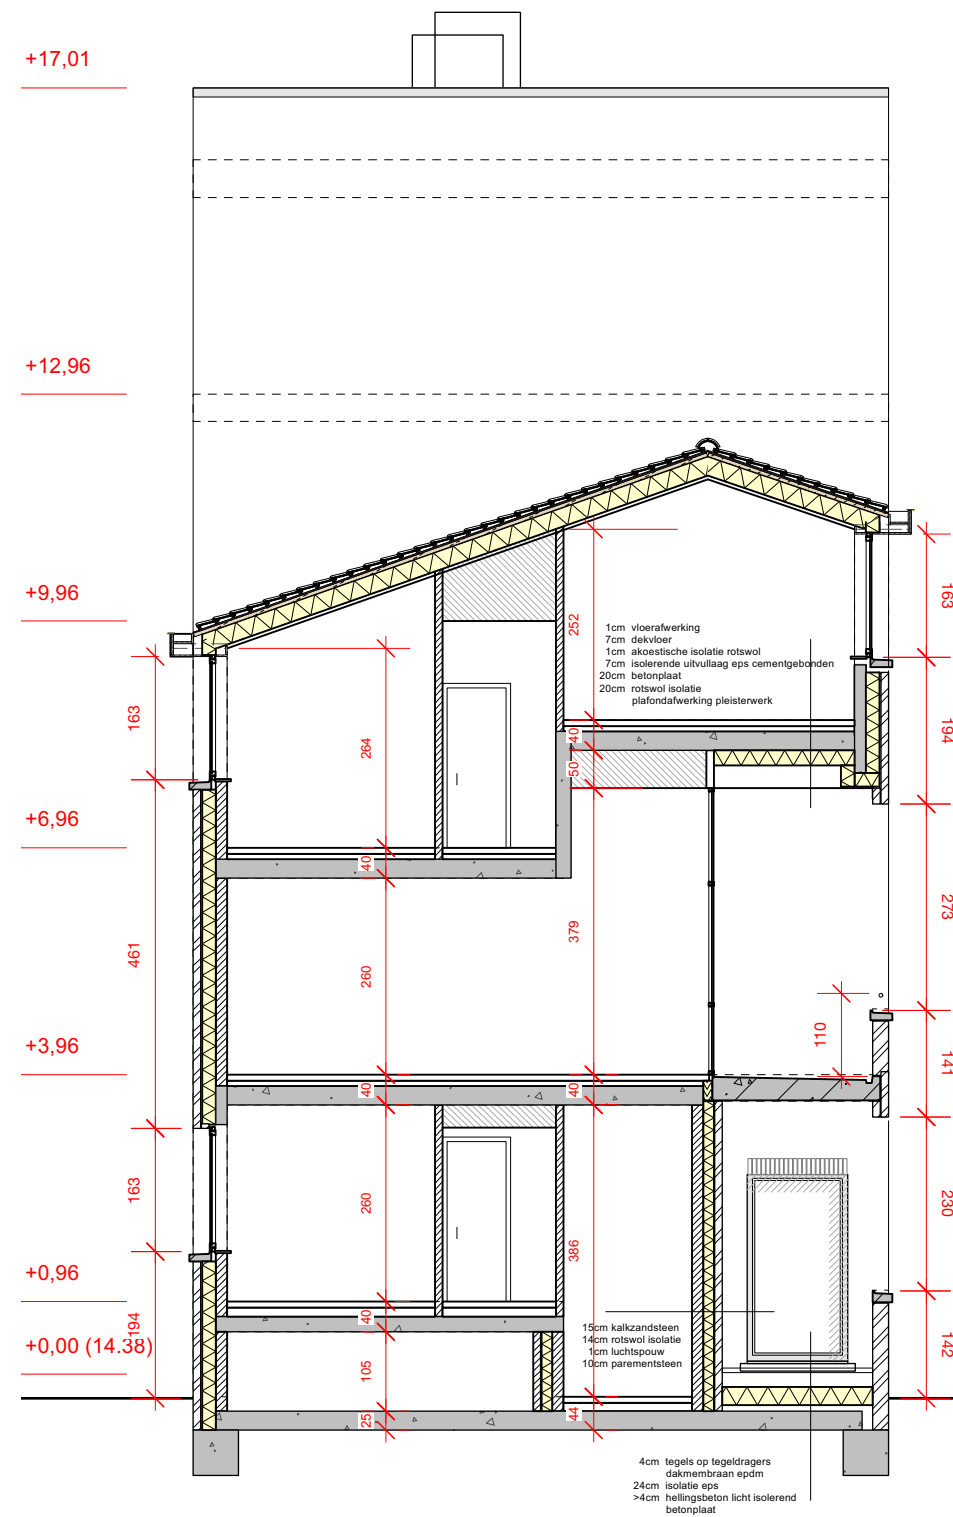 +17,01
+12,96
+9,96
163
252
1cm vloerafwerking
7cm dekvloer
1cm akoestische isolatie rotswol
7cm isolerende uitvullaag eps cementgebonden
20cm betonplaat
20cm rotswol isolatie
plafondafwerking pleisterwerk
163
264
40
194
50
+6,96
40
461
260
379
273
110
+3,96
141
40
40
163
260
386
230
+0,96
194
40
15cm kalkzandsteen
14cm rotswol isolatie
1cm luchtspouw
10cm parementsteen
+0,00 (14.38)
142
105
25
44
4cm tegels op tegeldragers
dakmembraan epdm
24cm isolatie eps
>4cm hellingsbeton licht isolerend
betonplaat